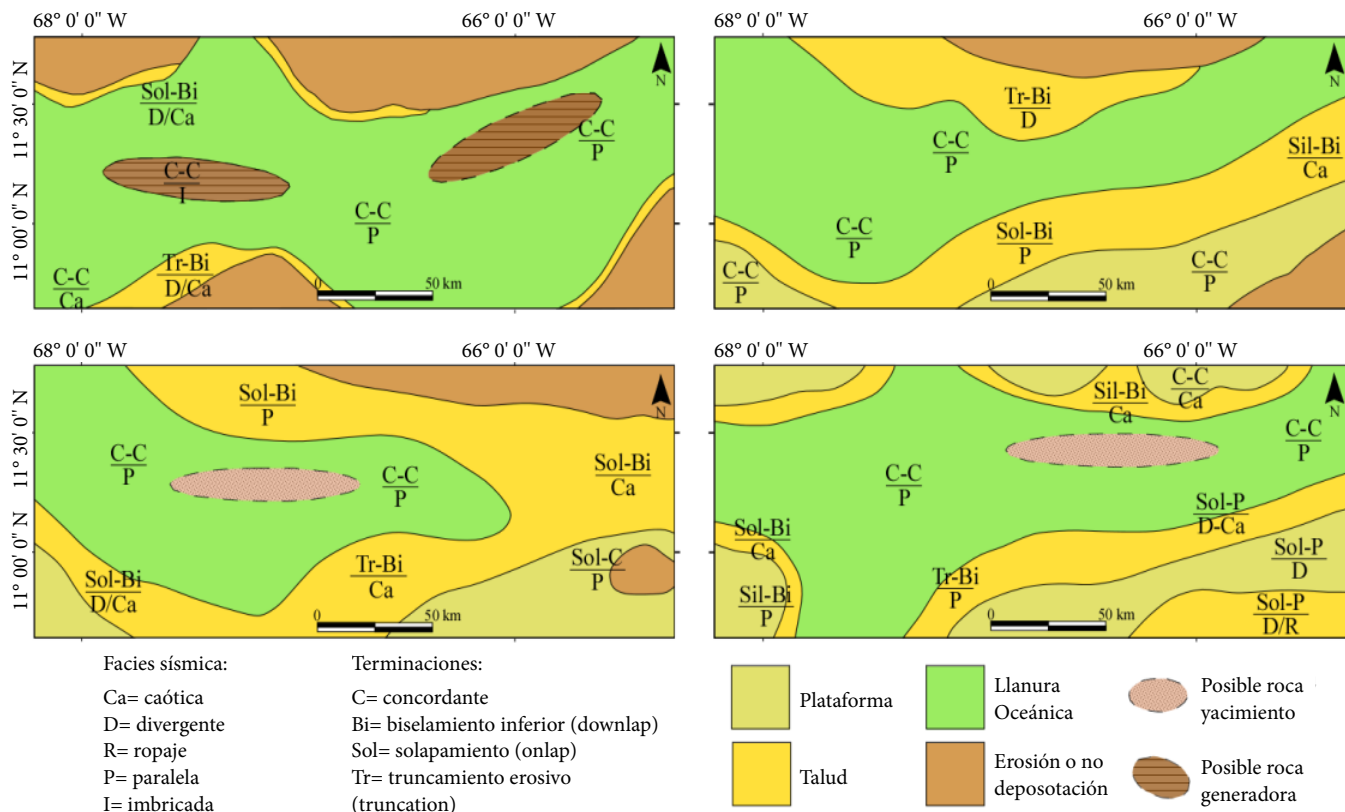 68° 0' 0" W 66° 0' 0" W 68° 0' 0" W 66° 0' 0" W
11° 30' 0" N
11° 00' 0" N
N
Sol-Bi
D/Ca
C-C
I
C-C
P
C-C
P
C-C
Ca
Tr-Bi
D/Ca
0 50 km
N
Tr-Bi
D
C-C
P
Sil-Bi
Ca
C-C
P
Sol-Bi
P
C-C
P
C-C
P
0 50 km
68° 0' 0" W 66° 0' 0" W 68° 0' 0" W 66° 0' 0" W
11° 30' 0" N
11° 00' 0" N
N
Sol-Bi
P
C-C
P
C-C
P
Sol-Bi
Ca
Sol-Bi
D/Ca
Tr-Bi
Ca
Sol-C
P
0 50 km
N
Sil-Bi
Ca
C-C
Ca
C-C
P
C-C
P
Sol-P
D-Ca
Sol-Bi
Ca
Sol-P
D
Sil-Bi
P
Tr-Bi
P
Sol-P
D/R
0 50 km
Facies sísmica:
Ca= caótica
D= divergente
R= ropaje
P= paralela
I= imbricada
Terminaciones:
C= concordante
Bi= biselamiento inferior (downlap)
Sol= solapamiento (onlap)
Tr= truncamiento erosivo
(truncation)
Plataforma
Talud
Llanura
Oceánica
Erosión o no
deposotación
Posible roca
yacimiento
Posible roca
generadora